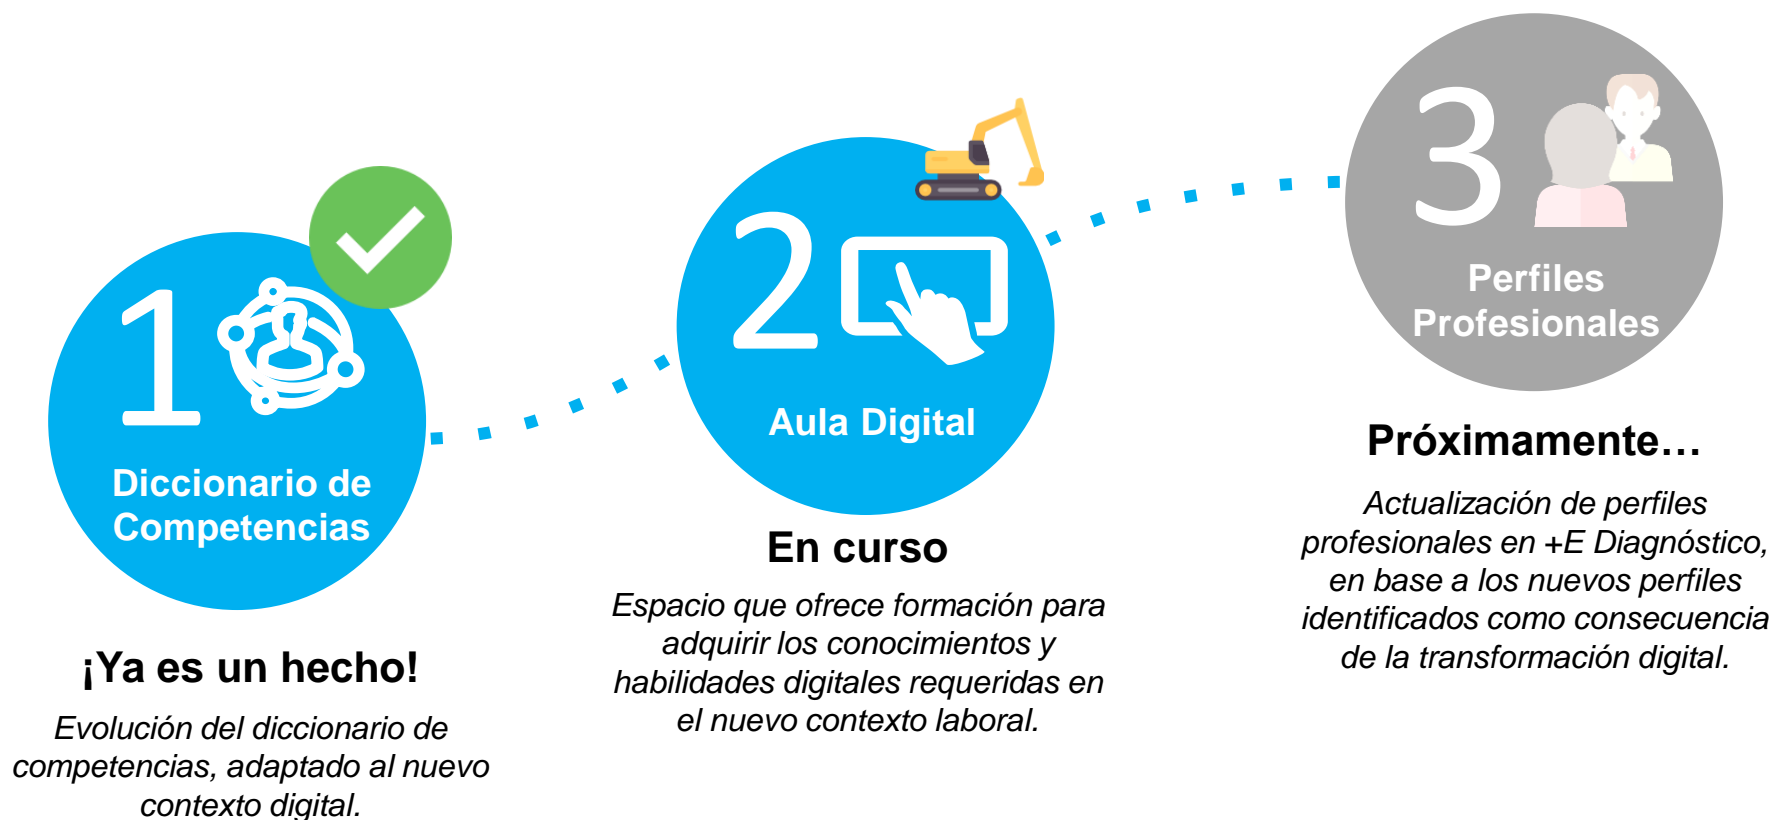 1
Diccionario de
Competencias
¡Ya es un hecho!
Evolución del diccionario de
competencias, adaptado al nuevo
contexto digital.
2
Aula Digital
En curso
Espacio que ofrece formación para
adquirir los conocimientos y
habilidades digitales requeridas en
el nuevo contexto laboral.
3
Perfiles
Profesionales
Próximamente…
Actualización de perfiles
profesionales en +E Diagnóstico,
en base a los nuevos perfiles
identificados como consecuencia
de la transformación digital.